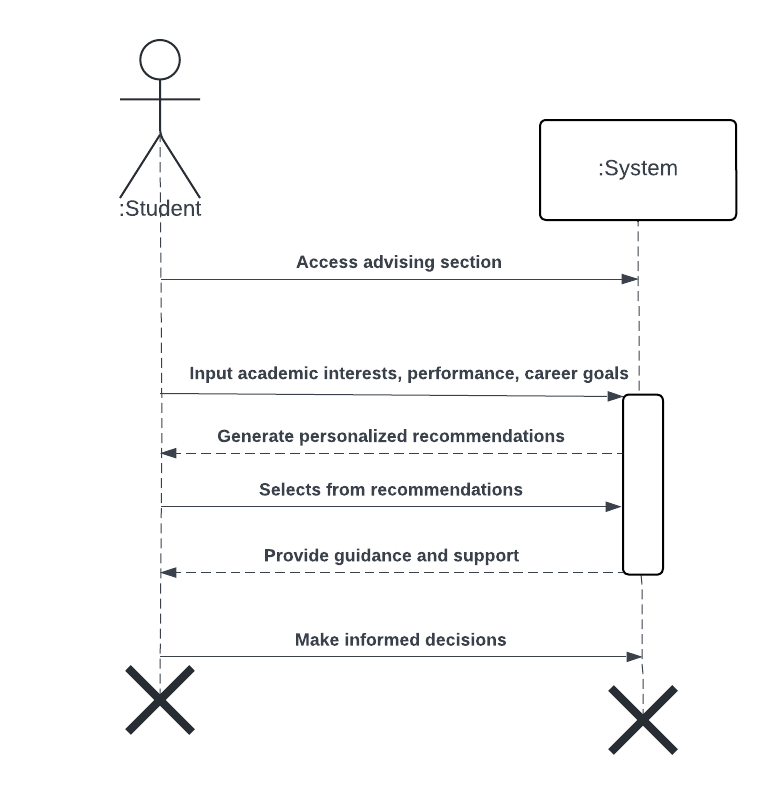 :Student
:System
Access advising section
Input academic interests, performance, career goals
Generate personalized recommendations
Selects from recommendations
Provide guidance and support
Make informed decisions